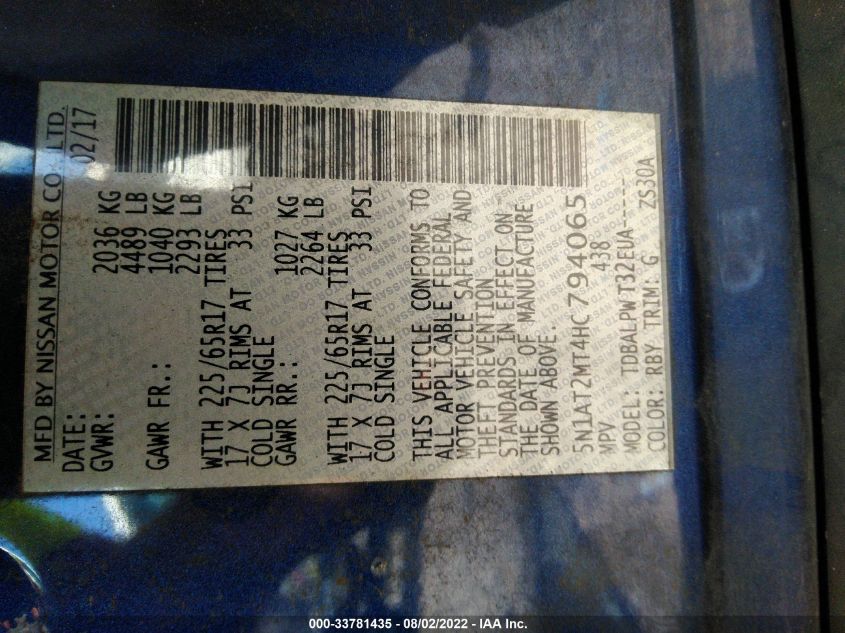 MFD BY NISSAN MOTOR CO., LTD.
DATE: 02/17
GVWR: 2036 KG
4489 LB
GAWR FR.: 1040 KG
2293 LB
WITH 225/65R17 TIRES
17 X 7J RIMS AT 33 PSI
COLD SINGLE
GAWR RR.: 1027 KG
2264 LB
WITH 225/65R17 TIRES
17 X 7J RIMS AT 33 PSI
COLD SINGLE
THIS VEHICLE CONFORMS TO
ALL APPLICABLE FEDERAL
MOTOR VEHICLE SAFETY AND
THEFT PREVENTION
STANDARDS IN EFFECT ON
THE DATE OF MANUFACTURE
SHOWN ABOVE.
5N1AT2MT4HC794065
MPV 438
MODEL: TDBALPWT32EUA-----
COLOR: RBY TRIM: G ZS30A
000-33781435 - 08/02/2022 - IAA Inc.